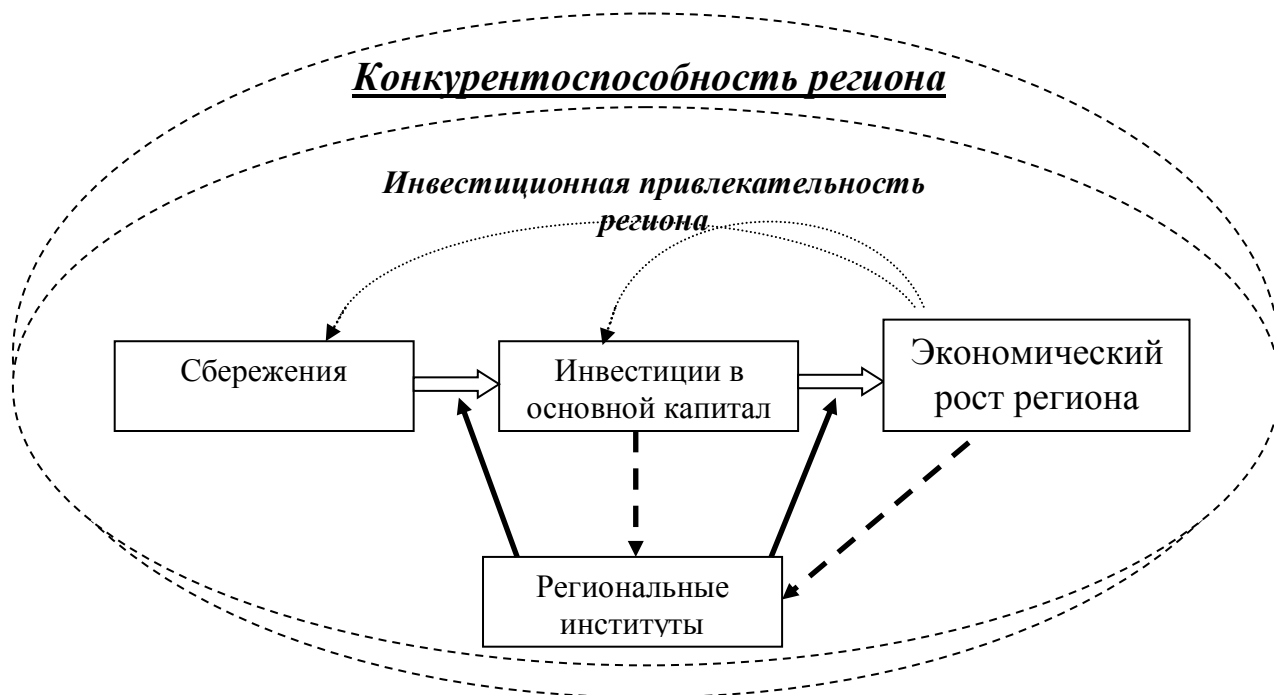 Конкурентоспособность региона
Инвестиционная привлекательность
региона
Сбережения
Инвестиции в
основной капитал
Экономический
рост региона
Региональные
институты